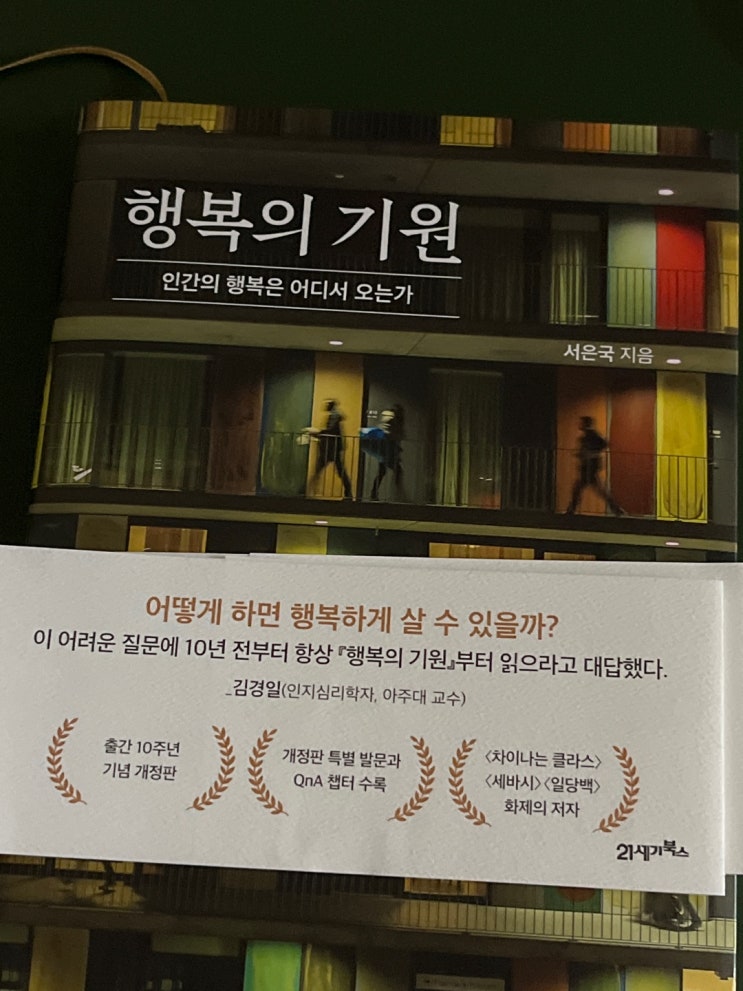 행복의 기원
인간의 행복은 어디서 오는가
서은국 지음
어떻게 하면 행복하게 살 수 있을까?
이 어려운 질문에 10년 전부터 항상 『행복의 기원』부터 읽으라고 대답했다.
_김경일(인지심리학자, 아주대 교수)
출간 10주년
기념 개정판
개정판 특별 발문과
QnA 챕터 수록
〈차이나는 클라스〉
〈세바시〉〈일당백〉
화제의 저자
21세기북스